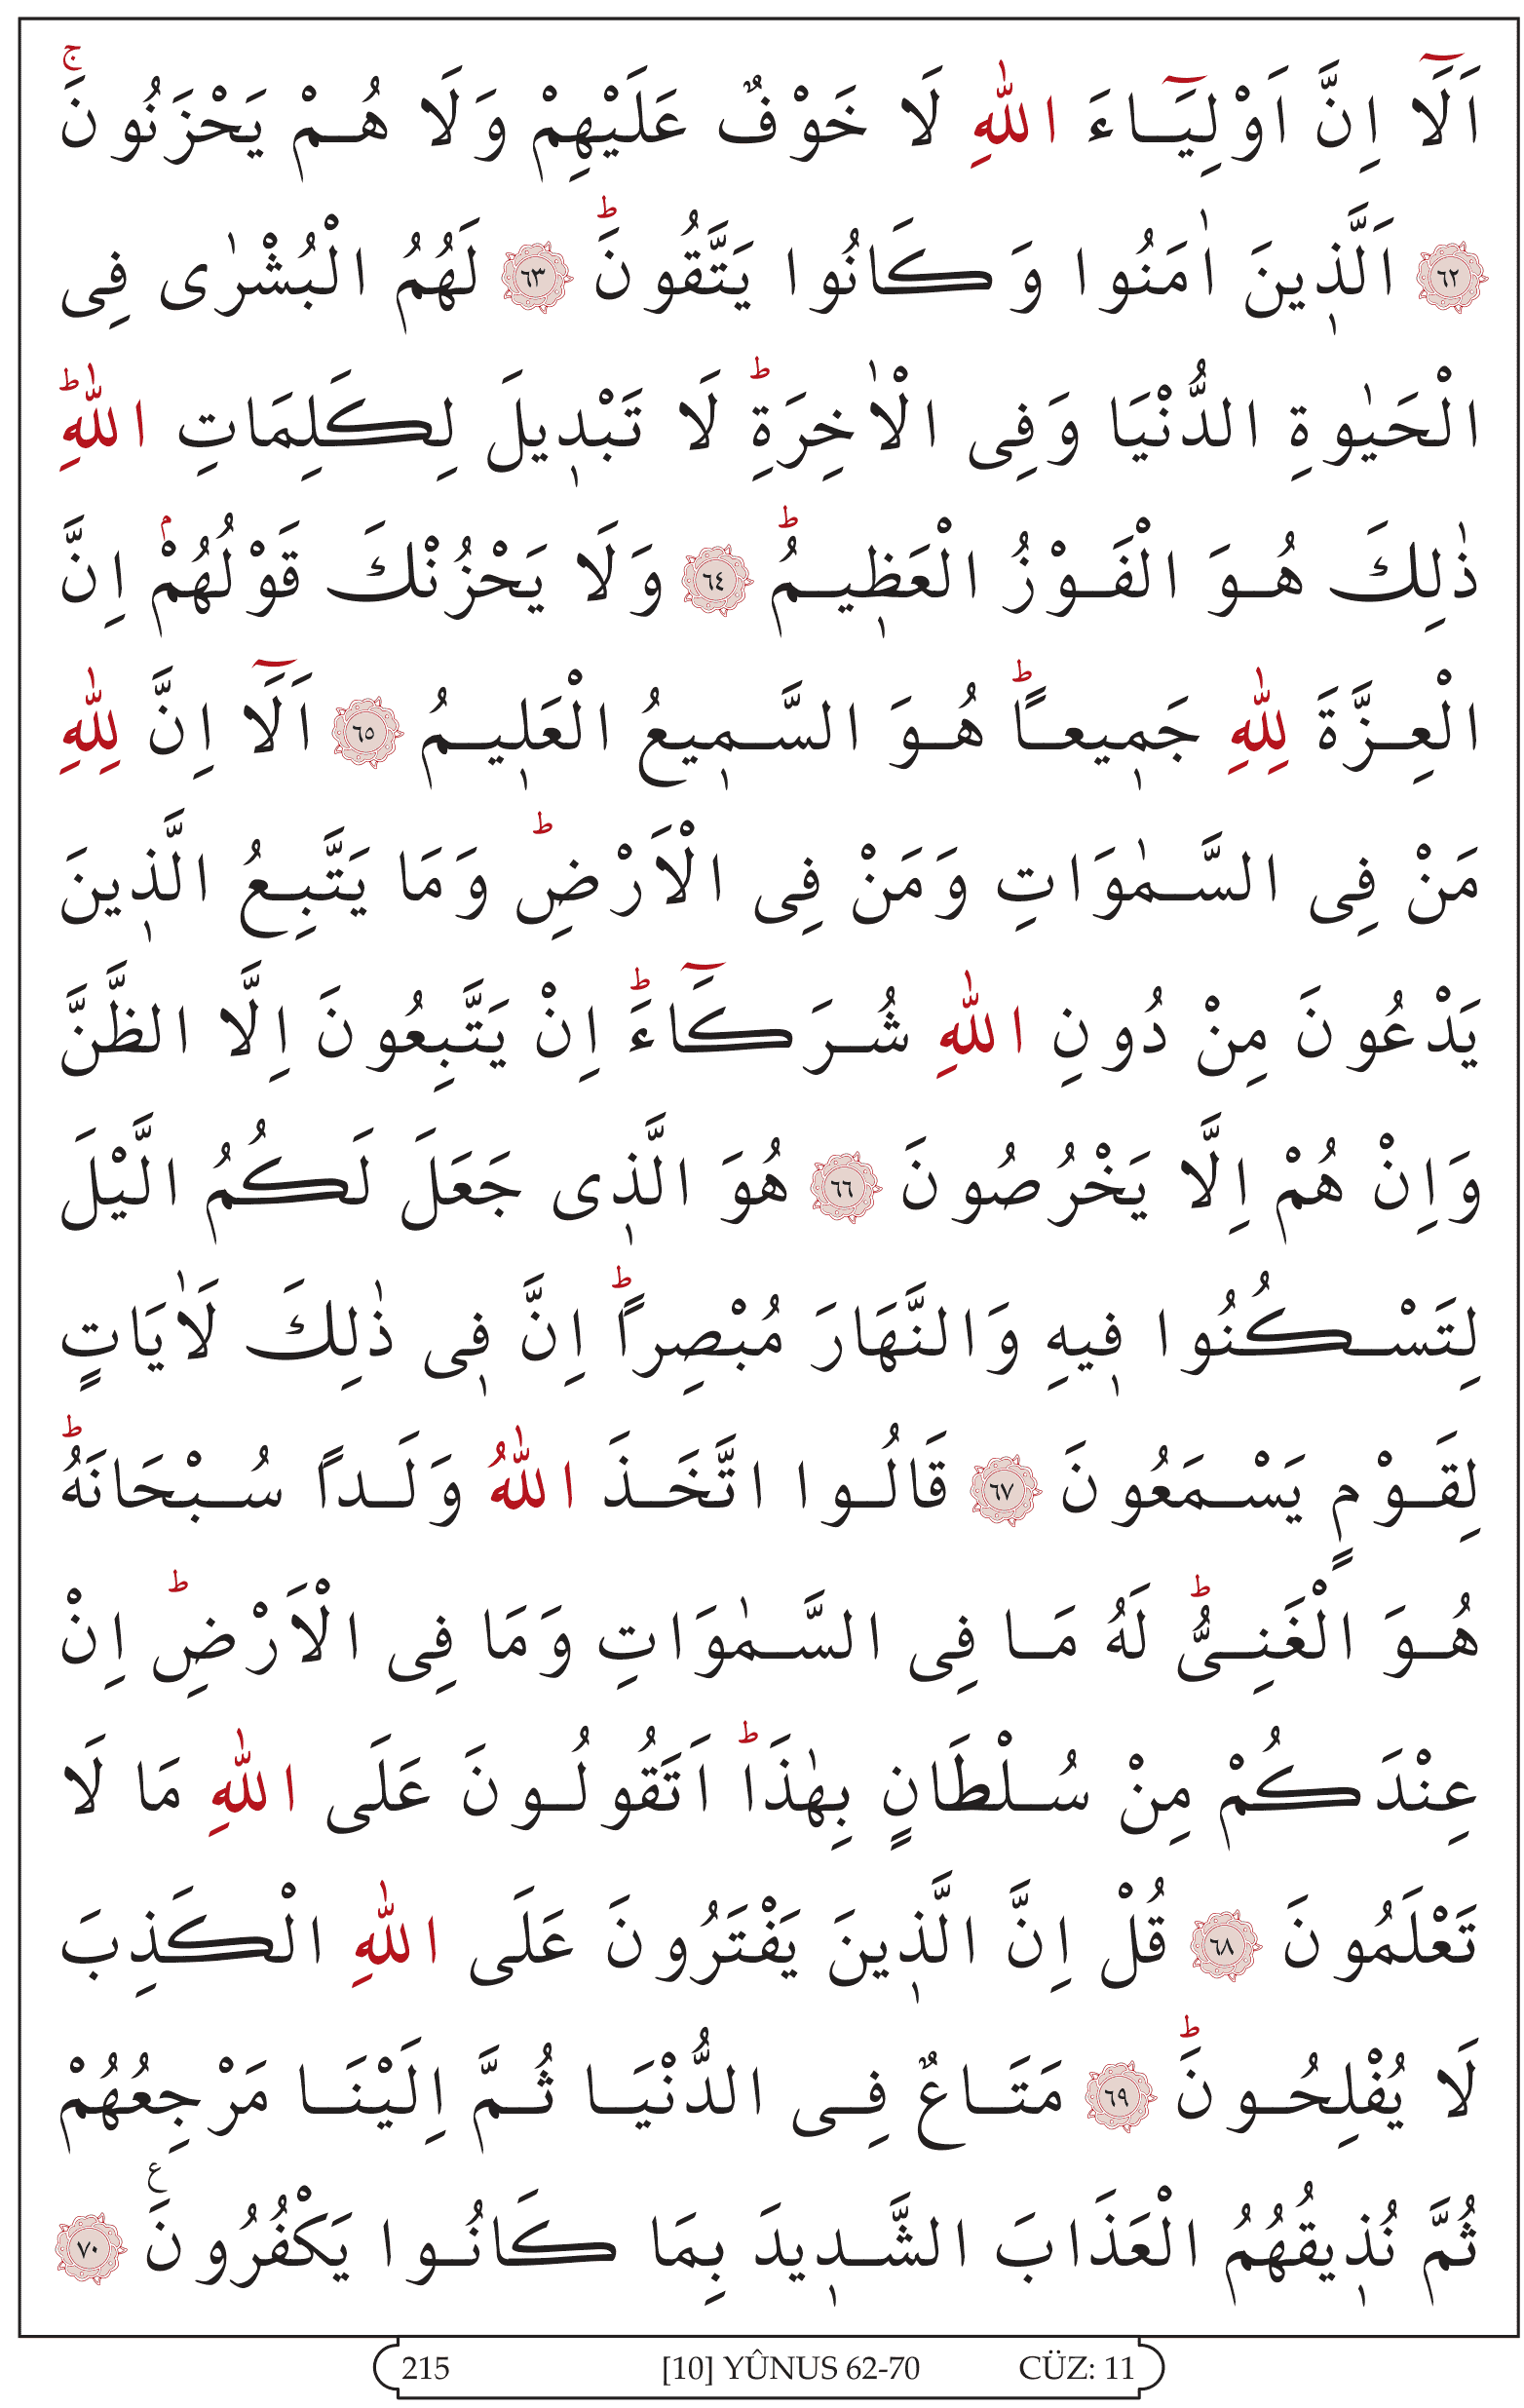 اَلَٓا اِنَّ اَوْلِيَٓاءَ اللّٰهِ لَا خَوْفٌ عَلَيْهِمْ وَلَا هُمْ يَحْزَنُونَۚ
﴿٦٢﴾ اَلَّذ۪ينَ اٰمَنُوا وَكَانُوا يَتَّقُونَۜ ﴿٦٣﴾ لَهُمُ الْبُشْرٰى فِى
الْحَيٰوةِ الدُّنْيَا وَفِى الْاٰخِرَةِۜ لَا تَبْد۪يلَ لِكَلِمَاتِ اللّٰهِۜ
ذٰلِكَ هُوَ الْفَوْزُ الْعَظ۪يمُۜ ﴿٦٤﴾ وَلَا يَحْزُنْكَ قَوْلُهُمْۢ اِنَّ
الْعِزَّةَ لِلّٰهِ جَم۪يعاًۜ هُوَ السَّم۪يعُ الْعَل۪يمُ ﴿٦٥﴾ اَلَٓا اِنَّ لِلّٰهِ
مَنْ فِى السَّمٰوَاتِ وَمَنْ فِى الْاَرْضِۜ وَمَا يَتَّبِعُ الَّذ۪ينَ
يَدْعُونَ مِنْ دُونِ اللّٰهِ شُرَكَٓاءَۜ اِنْ يَتَّبِعُونَ اِلَّا الظَّنَّ
وَاِنْ هُمْ اِلَّا يَخْرُصُونَ ﴿٦٦﴾ هُوَ الَّذ۪ى جَعَلَ لَكُمُ الَّيْلَ
لِتَسْكُنُوا ف۪يهِ وَالنَّهَارَ مُبْصِراًۜ اِنَّ ف۪ى ذٰلِكَ لَاٰيَاتٍ
لِقَوْمٍ يَسْمَعُونَ ﴿٦٧﴾ قَالُوا اتَّخَذَ اللّٰهُ وَلَداً سُبْحَانَهُۜ
هُوَ الْغَنِىُّۜ لَهُ مَا فِى السَّمٰوَاتِ وَمَا فِى الْاَرْضِۜ اِنْ
عِنْدَكُمْ مِنْ سُلْطَانٍ بِهٰذَاۜ اَتَقُولُونَ عَلَى اللّٰهِ مَا لَا
تَعْلَمُونَ ﴿٦٨﴾ قُلْ اِنَّ الَّذ۪ينَ يَفْتَرُونَ عَلَى اللّٰهِ الْكَذِبَ
لَا يُفْلِحُونَۜ ﴿٦٩﴾ مَتَاعٌ فِى الدُّنْيَا ثُمَّ اِلَيْنَا مَرْجِعُهُمْ
ثُمَّ نُذ۪يقُهُمُ الْعَذَابَ الشَّد۪يدَ بِمَا كَانُوا يَكْفُرُونَ۟ ﴿٧٠﴾
215 [10] YÛNUS 62-70 CÜZ: 11